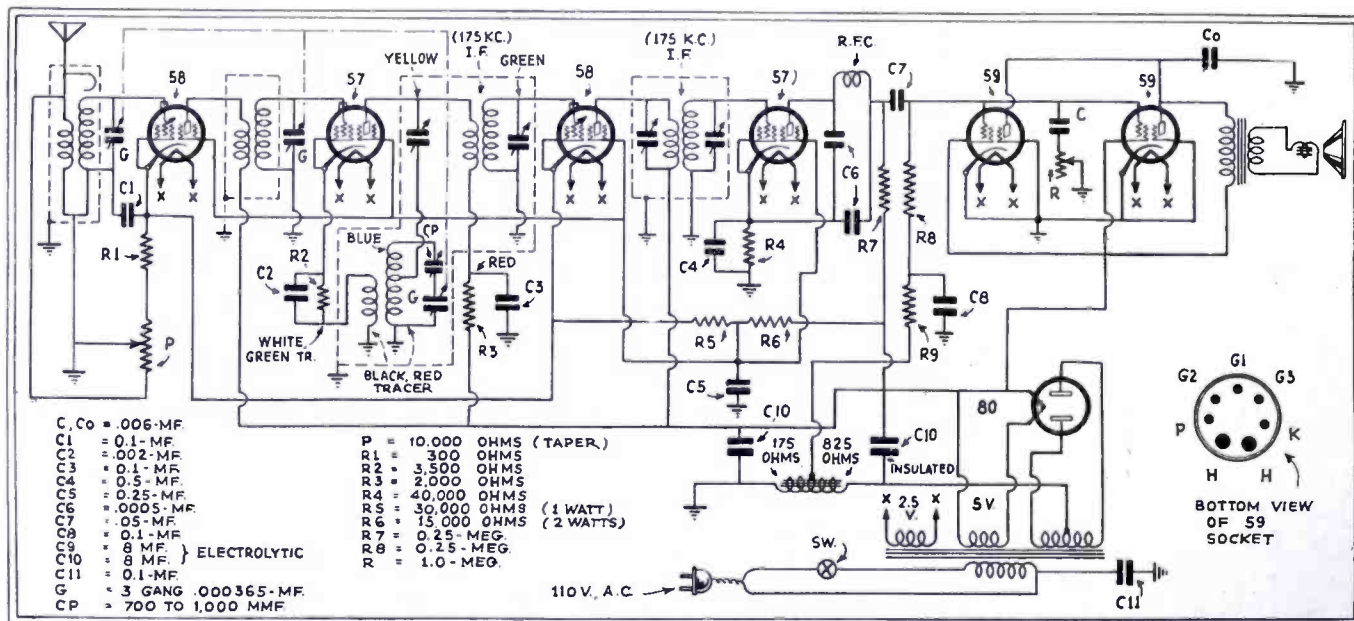 (175 KC.)
I.F.
YELLOW
GREEN
(175 K.C.)
I.F.
R.F.C.
Co
58
57
58
57
C7
59
59
G
G
C
R
C1
C6
R1
R2
BLUE
CP
RED
C4
R4
R7
R8
C2
G
C3
C8
P
WHITE,
GREEN TR.
R3
R5
R6
R9
BLACK, RED
TRACER
C5
80
C10
175
OHMS
825
OHMS
C10
INSULATED
X
X
2.5
V.
5V.
X X
X X
X X
X X
X X
X X
G1
G2
G3
P
K
H
H
BOTTOM VIEW
OF 59
SOCKET
SW.
110 V., A.C.
C11
C, Co = .006-MF.
C1 = 0.1-MF.
C2 = .002-MF.
C3 = 0.1-MF.
C4 = 0.5-MF.
C5 = 0.25-MF.
C6 = .0005-MF.
C7 = .05-MF.
C8 = 0.1-MF.
C9 = 8 MF. } ELECTROLYTIC
C10 = 8 MF.
C11 = 0.1-MF.
G = 3 GANG .000365-MF.
CP = 700 TO 1,000 MMF.
P = 10,000 OHMS (TAPER)
R1 = 300 OHMS
R2 = 3,500 OHMS
R3 = 2,000 OHMS
R4 = 40,000 OHMS
R5 = 30,000 OHMS (1 WATT)
R6 = 15,000 OHMS (2 WATTS)
R7 = 0.25-MEG.
R8 = 0.25-MEG.
R = 1.0-MEG.